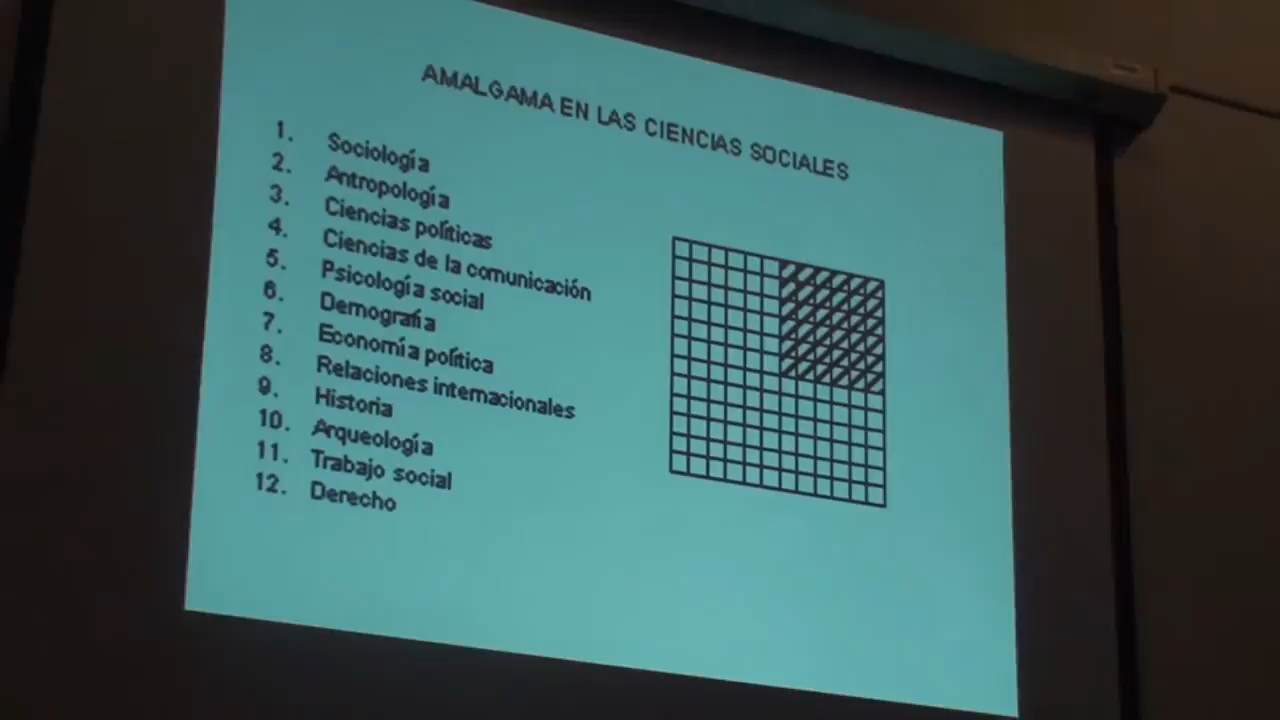 AMALGAMA EN LAS CIENCIAS SOCIALES
1. Sociología
2. Antropología
3. Ciencias políticas
4. Ciencias de la comunicación
5. Psicología social
6. Demografía
7. Economía política
8. Relaciones internacionales
9. Historia
10. Arqueología
11. Trabajo social
12. Derecho